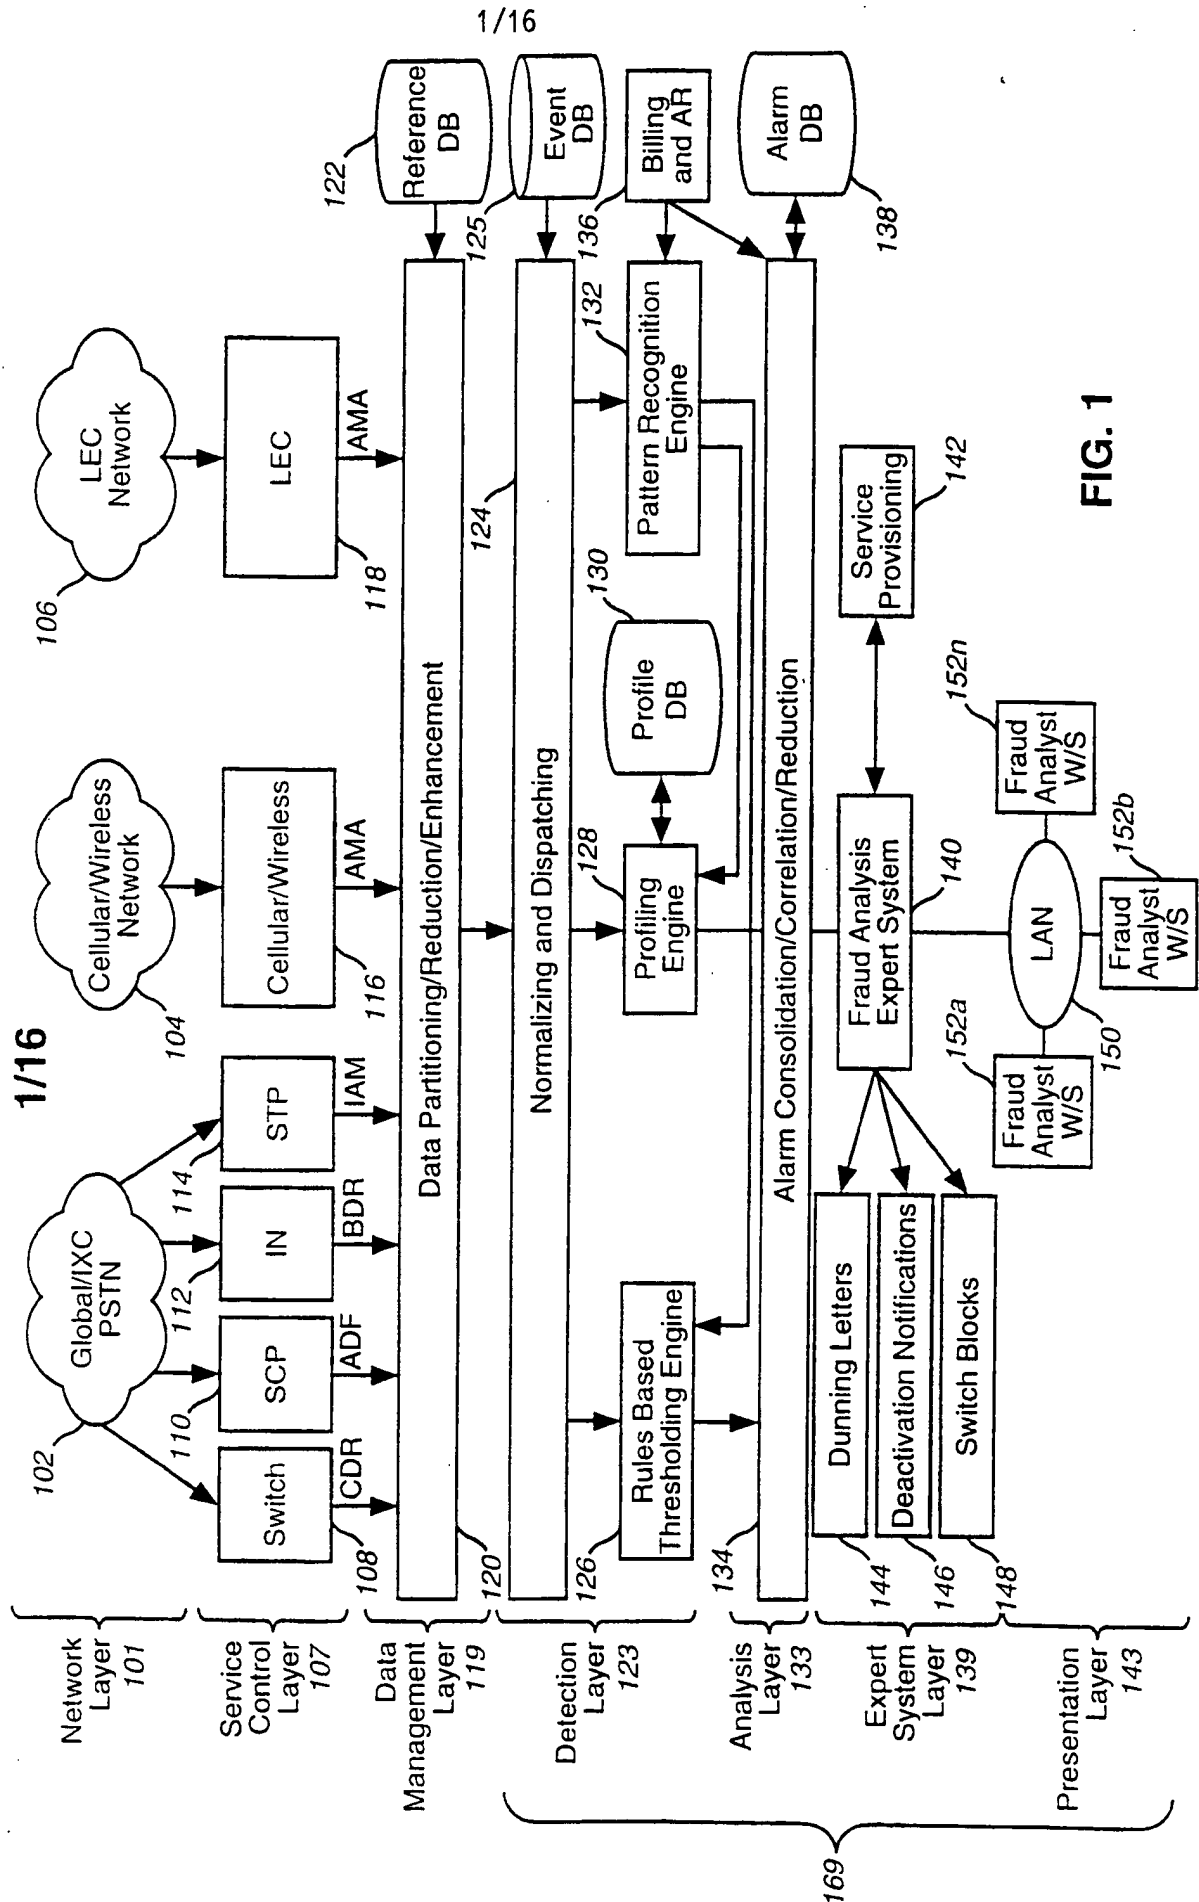 1/16
1/16
Network
Layer
101
Global/IXC
PSTN
102
Cellular/Wireless
Network
104
LEC
Network
106
Service
Control
Layer
107
Switch
108
SCP
110
IN
112
STP
114
Cellular/Wireless
116
LEC
118
CDR
ADF
BDR
IAM
AMA
AMA
Data
Management
Layer
119
Data Partitioning/Reduction/Enhancement
120
Reference
DB
122
Detection
Layer
123
Normalizing and Dispatching
124
Event
DB
125
Rules Based
Thresholding Engine
126
Profiling
Engine
128
Profile
DB
130
Pattern Recognition
Engine
132
Billing
and AR
136
Analysis
Layer
133
Alarm Consolidation/Correlation/Reduction
134
Alarm
DB
138
Expert
System
Layer
139
Dunning Letters
144
Deactivation Notifications
146
Switch Blocks
148
Fraud Analysis
Expert System
140
Service
Provisioning
142
Presentation
Layer
143
Fraud
Analyst
W/S
152a
LAN
150
Fraud
Analyst
W/S
152b
Fraud
Analyst
W/S
152n
169
FIG. 1